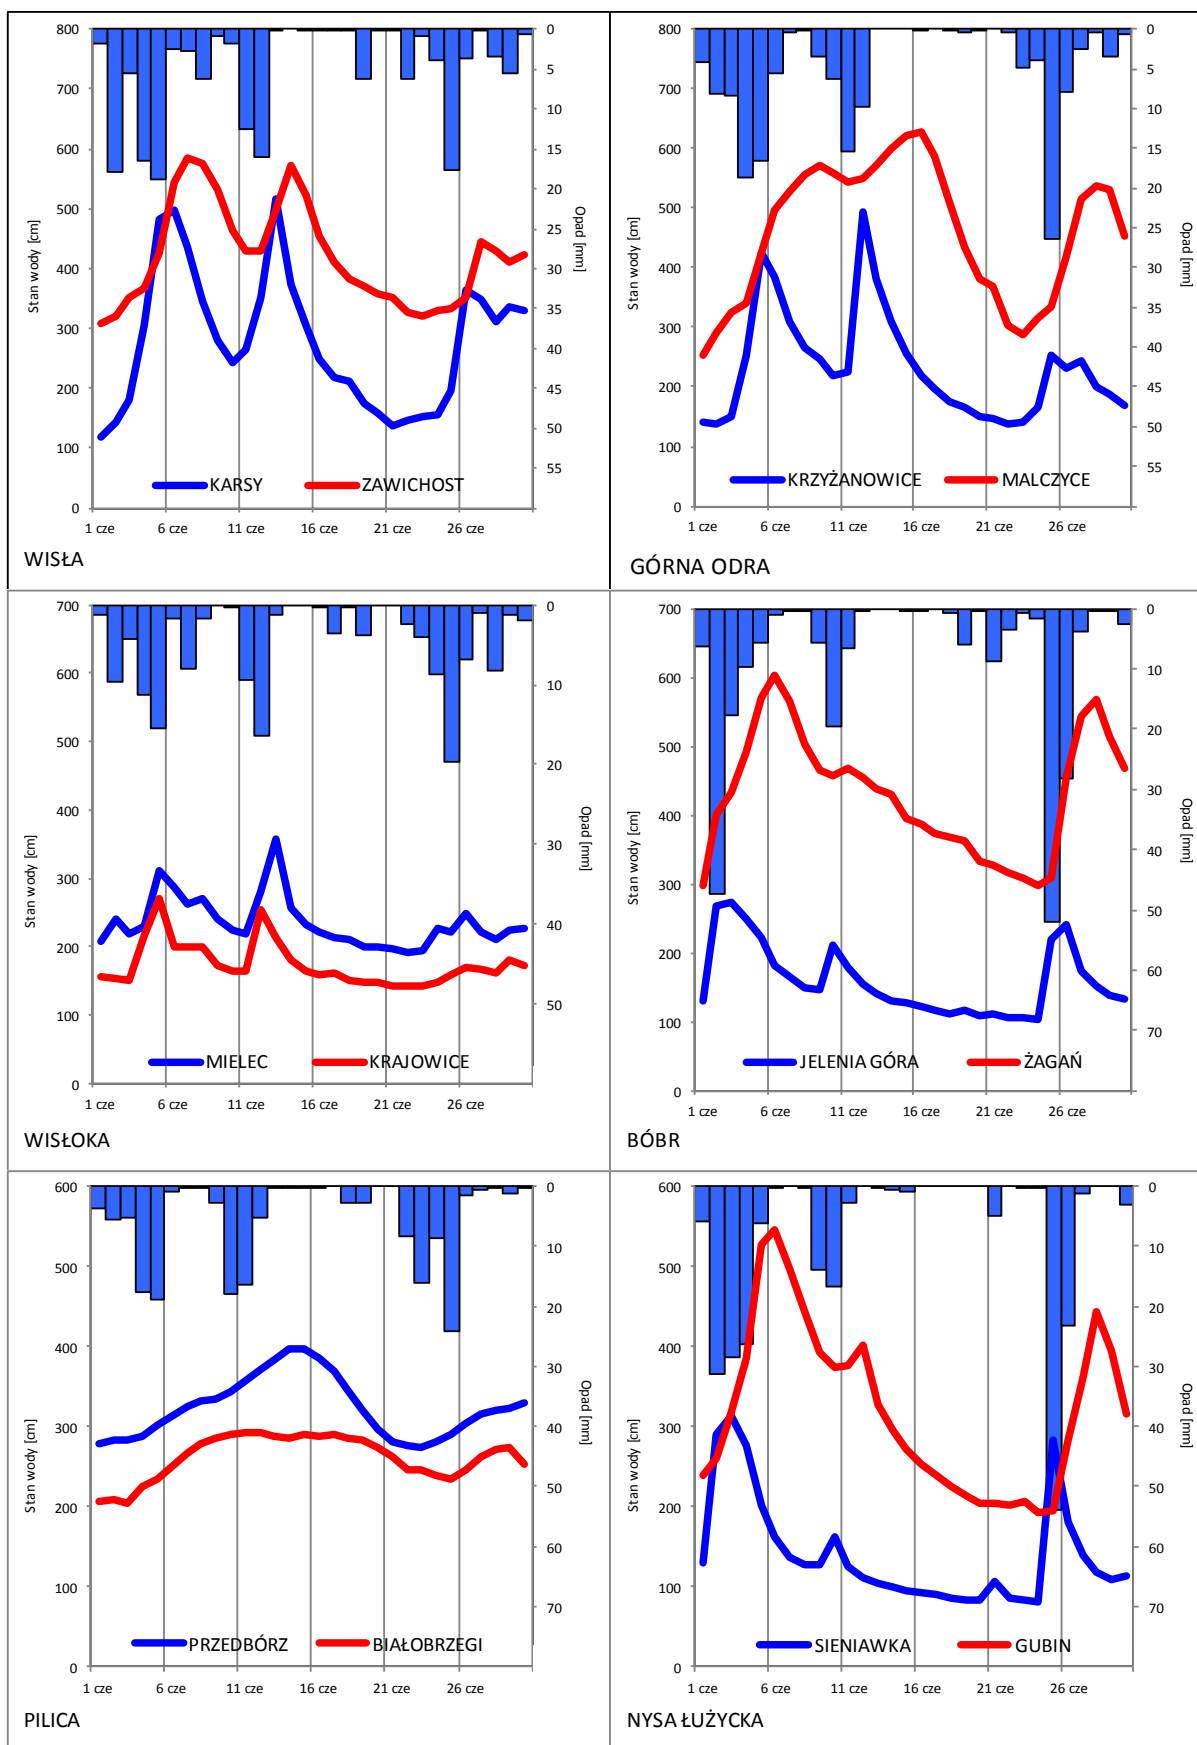 800
700
600
500
400
300
200
100
0
Stan wody [cm]
0
5
10
15
20
25
30
35
40
45
50
55
Opad [mm]
KARSY
ZAWICHOST
1 cze
6 cze
11 cze
16 cze
21 cze
26 cze
WISŁA
800
700
600
500
400
300
200
100
0
Stan wody [cm]
0
5
10
15
20
25
30
35
40
45
50
55
Opad [mm]
KRZYŻANOWICE
MALCZYCE
1 cze
6 cze
11 cze
16 cze
21 cze
26 cze
GÓRNA ODRA
700
600
500
400
300
200
100
0
Stan wody [cm]
0
10
20
30
40
50
Opad [mm]
MIELEC
KRAJOWICE
1 cze
6 cze
11 cze
16 cze
21 cze
26 cze
WISŁOKA
700
600
500
400
300
200
100
0
Stan wody [cm]
0
10
20
30
40
50
60
70
Opad [mm]
JELENIA GÓRA
ŻAGAŃ
1 cze
6 cze
11 cze
16 cze
21 cze
26 cze
BÓBR
600
500
400
300
200
100
0
Stan wody [cm]
0
10
20
30
40
50
60
70
Opad [mm]
PRZEDBÓRZ
BIAŁOBRZEGI
1 cze
6 cze
11 cze
16 cze
21 cze
26 cze
PILICA
600
500
400
300
200
100
0
Stan wody [cm]
0
10
20
30
40
50
60
70
Opad [mm]
SIENIAWKA
GUBIN
1 cze
6 cze
11 cze
16 cze
21 cze
26 cze
NYSA ŁUŻYCKA